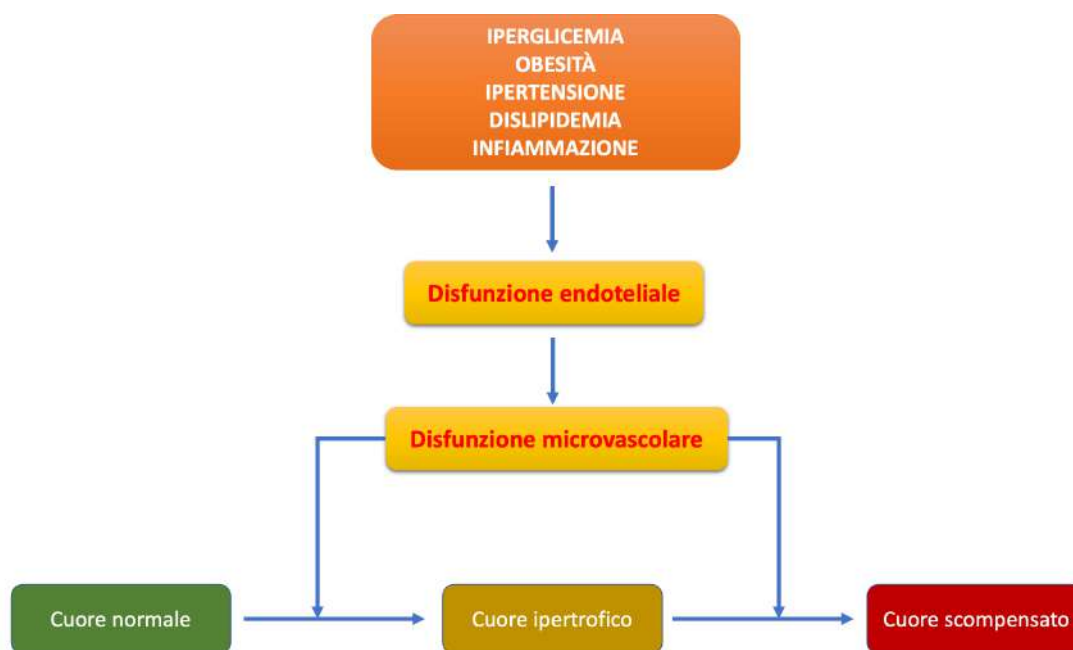 IPERGLICEMIA
OBESITÀ
IPERTENSIONE
DISLIPIDEMIA
INFIAMMAZIONE
Disfunzione endoteliale
Disfunzione microvascolare
Cuore normale
Cuore ipertrofico
Cuore scompensato